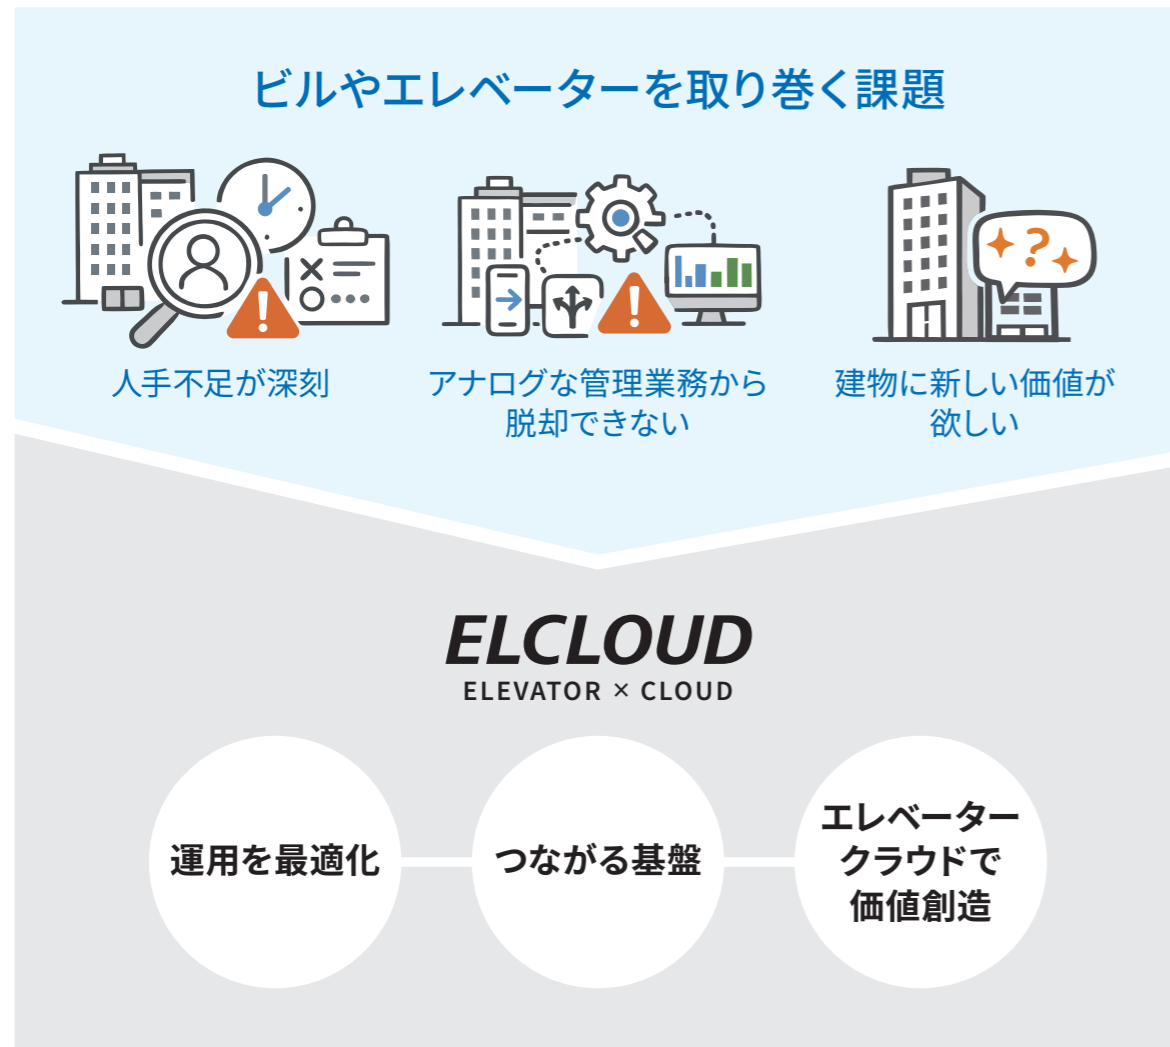 ビルやエレベーターを取り巻く課題
?
人手不足が深刻
アナログな管理業務から
脱却できない
建物に新しい価値が
欲しい
ELCLOUD
ELEVATOR × CLOUD
運用を最適化
つながる基盤
エレベーター
クラウドで
価値創造